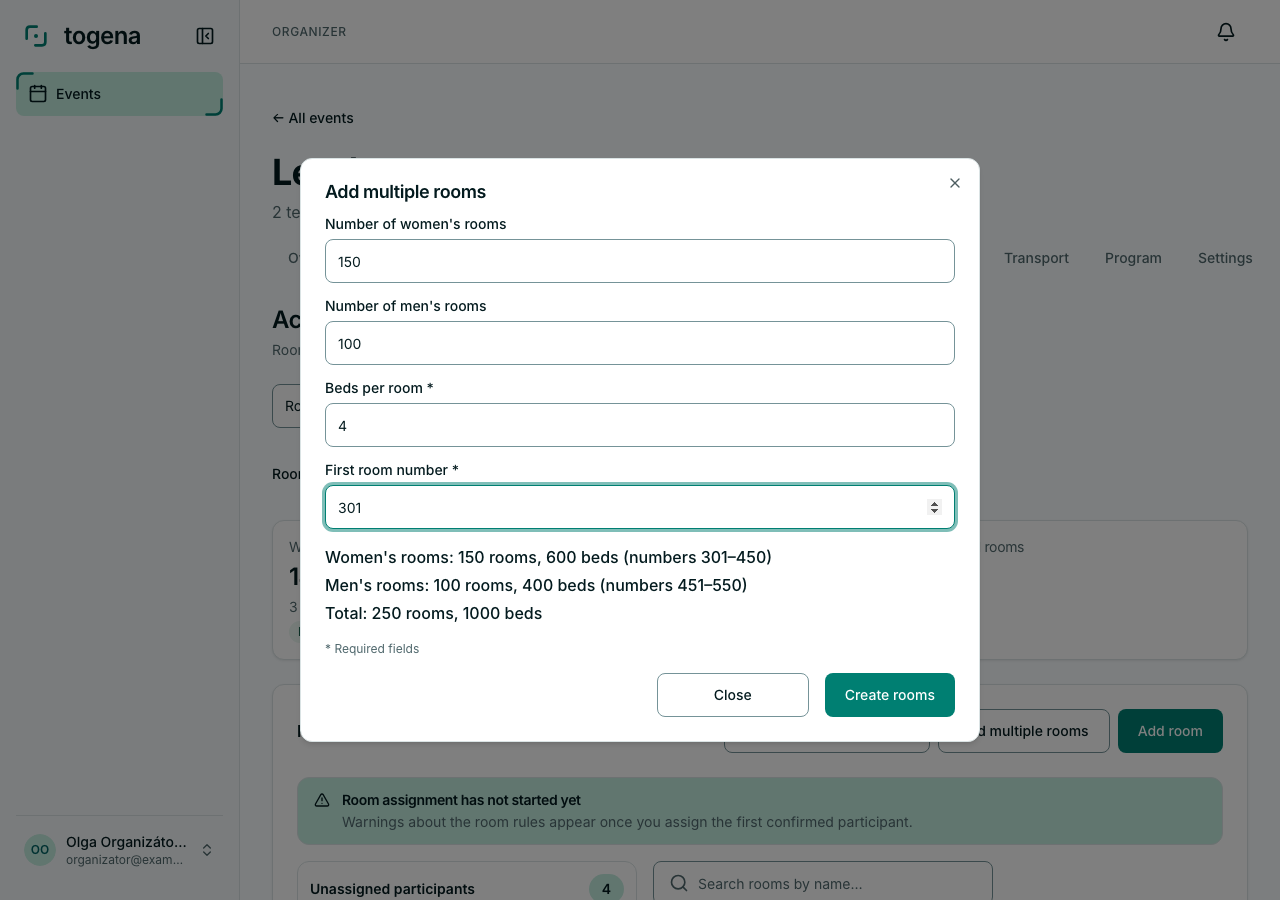 togena
ORGANIZER
Events
← All events
2 te
Transport
Program
Settings
Add multiple rooms
Number of women's rooms
150
Number of men's rooms
100
Beds per room *
4
First room number *
301
Women's rooms: 150 rooms, 600 beds (numbers 301–450)
Men's rooms: 100 rooms, 400 beds (numbers 451–550)
Total: 250 rooms, 1000 beds
* Required fields
Close
Create rooms
rooms
multiple rooms
Add room
Room assignment has not started yet
Warnings about the room rules appear once you assign the first confirmed participant.
Unassigned participants
4
Search rooms by name...
OO
Olga Organizáto...
organizator@exam...